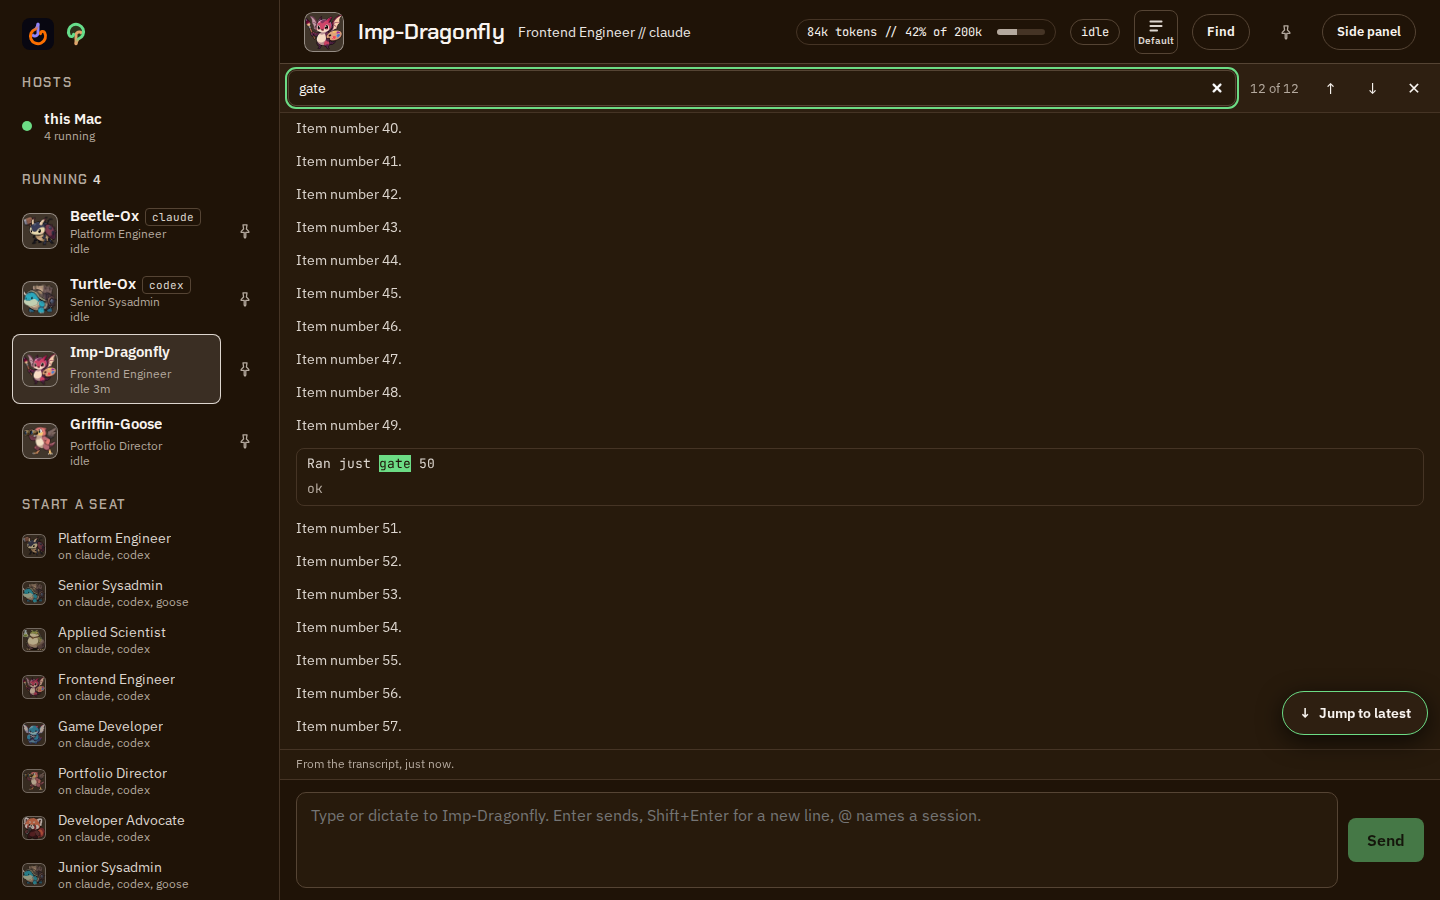 HOSTS
this Mac
4 running
RUNNING 4
Beetle-Ox claude
Platform Engineer
idle
Turtle-Ox codex
Senior Sysadmin
idle
Imp-Dragonfly
Frontend Engineer
idle 3m
Griffin-Goose
Portfolio Director
idle
START A SEAT
Platform Engineer
on claude, codex
Senior Sysadmin
on claude, codex, goose
Applied Scientist
on claude, codex
Frontend Engineer
on claude, codex
Game Developer
on claude, codex
Portfolio Director
on claude, codex
Developer Advocate
on claude, codex
Junior Sysadmin
on claude, codex, goose
Imp-Dragonfly Frontend Engineer // claude 84k tokens // 42% of 200k idle Default Find Side panel
gate 12 of 12
Item number 40.
Item number 41.
Item number 42.
Item number 43.
Item number 44.
Item number 45.
Item number 46.
Item number 47.
Item number 48.
Item number 49.
Ran just gate 50
ok
Item number 51.
Item number 52.
Item number 53.
Item number 54.
Item number 55.
Item number 56.
Item number 57.
Jump to latest
From the transcript, just now.
Type or dictate to Imp-Dragonfly. Enter sends, Shift+Enter for a new line, @ names a session.
Send